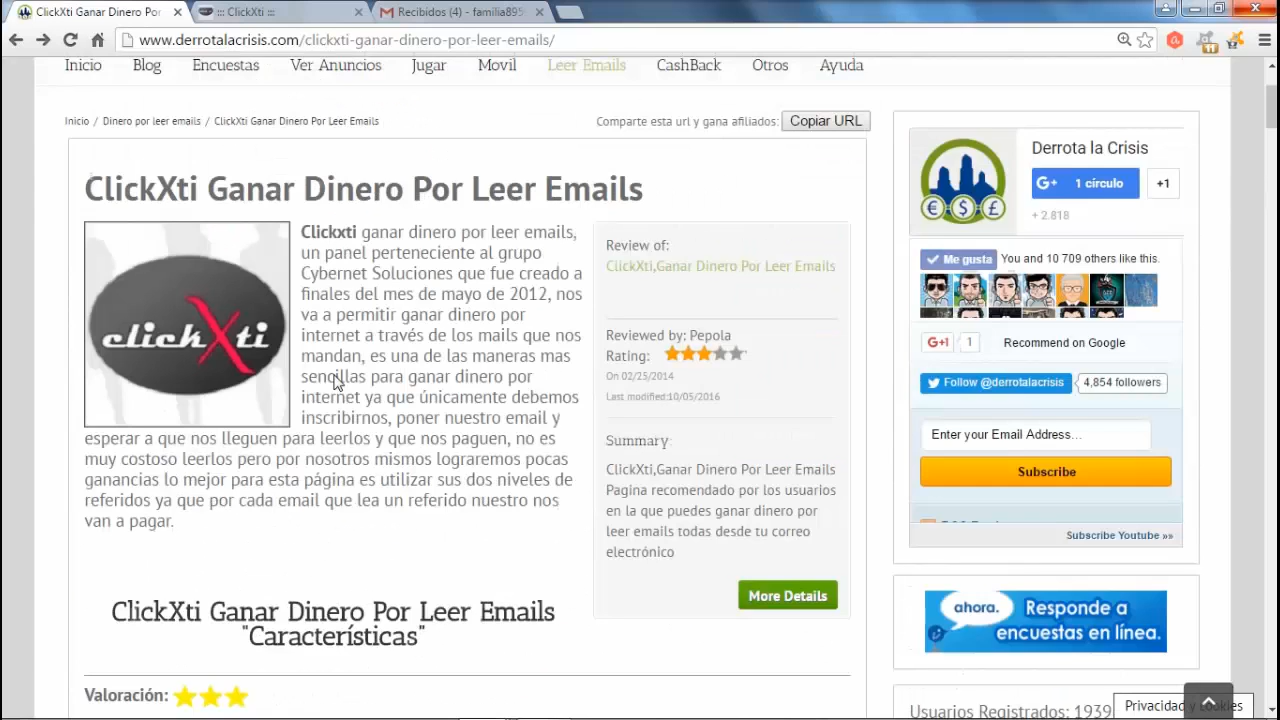 ClickXti Ganar Dinero Por
::: ClickXti :::
Recibidos (4) - familia895
www.derrotalacrisis.com/clickxti-ganar-dinero-por-leer-emails/
11
Inicio Blog Encuestas Ver Anuncios Jugar Movil Leer Emails CashBack Otros Ayuda
Inicio / Dinero por leer emails / ClickXti Ganar Dinero Por Leer Emails
Comparte esta url y gana afiliados: Copiar URL
ClickXti Ganar Dinero Por Leer Emails
clickXti
Clickxti ganar dinero por leer emails,
un panel perteneciente al grupo
Cybernet Soluciones que fue creado a
finales del mes de mayo de 2012, nos
va a permitir ganar dinero por
internet a través de los mails que nos
mandan, es una de las maneras mas
sencillas para ganar dinero por
internet ya que únicamente debemos
inscribirnos, poner nuestro email y
esperar a que nos lleguen para leerlos y que nos paguen, no es
muy costoso leerlos pero por nosotros mismos lograremos pocas
ganancias lo mejor para esta página es utilizar sus dos niveles de
referidos ya que por cada email que lea un referido nuestro nos
van a pagar.
Review of:
ClickXti,Ganar Dinero Por Leer Emails
Reviewed by: Pepola
Rating:
On 02/25/2014
Last modified:10/05/2016
Summary:
ClickXti,Ganar Dinero Por Leer Emails
Pagina recomendado por los usuarios
en la que puedes ganar dinero por
leer emails todas desde tu correo
electrónico
More Details
ClickXti Ganar Dinero Por Leer Emails
"Características"
Valoración:
Derrota la Crisis
G+ 1 círculo +1
+ 2.818
Me gusta You and 10 709 others like this.
G+1 1 Recommend on Google
Follow @derrotalacrisis 4,854 followers
Enter your Email Address...
Subscribe
Subscribe Youtube »»
ahora. Responde a
encuestas en línea.
Usuarios Registrados: 1939
Privacidad y Cookies